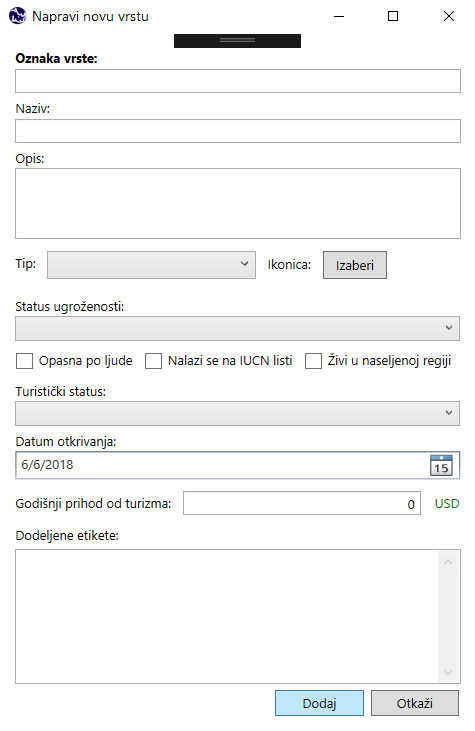 Napravi novu vrstu
Oznaka vrste:
Naziv:
Opis:
Tip: Ikonica: Izaberi
Status ugroženosti:
Opasna po ljude Nalazi se na IUCN listi Živi u naseljenoj regiji
Turistički status:
Datum otkrivanja:
6/6/2018 15
Godišnji prihod od turizma: 0 USD
Dodeljene etikete:
Dodaj Otkaži